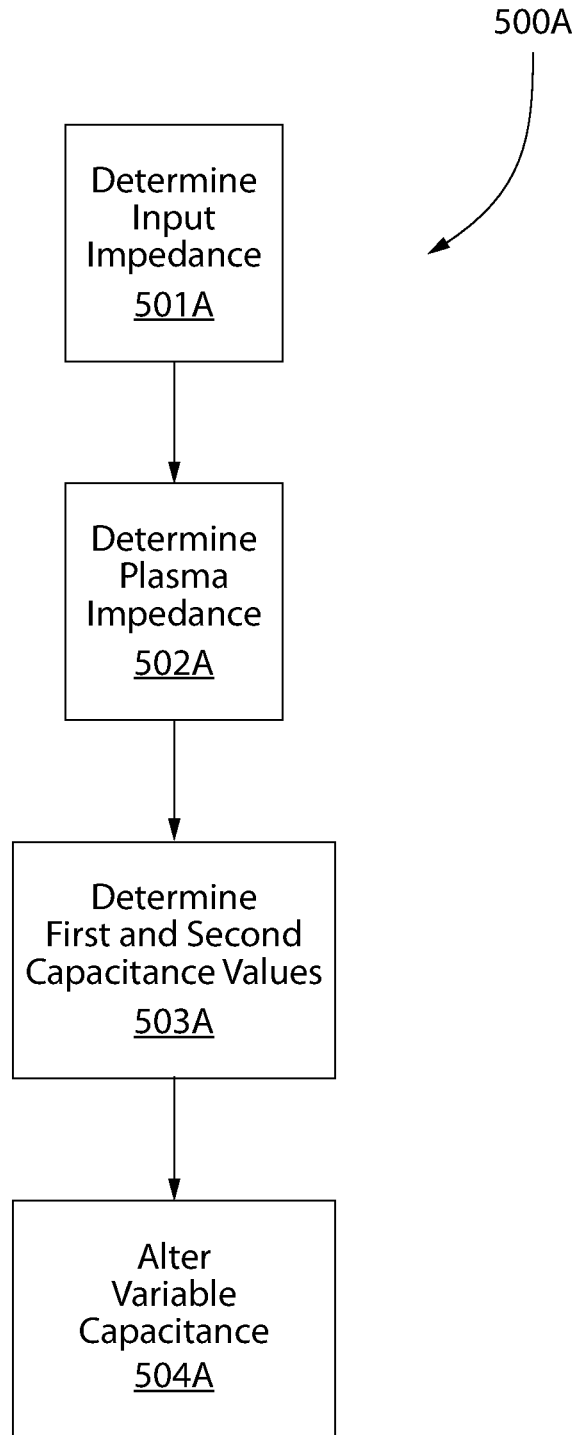 500A
Determine
Input
Impedance
501A
Determine
Plasma
Impedance
502A
Determine
First and Second
Capacitance Values
503A
Alter
Variable
Capacitance
504A